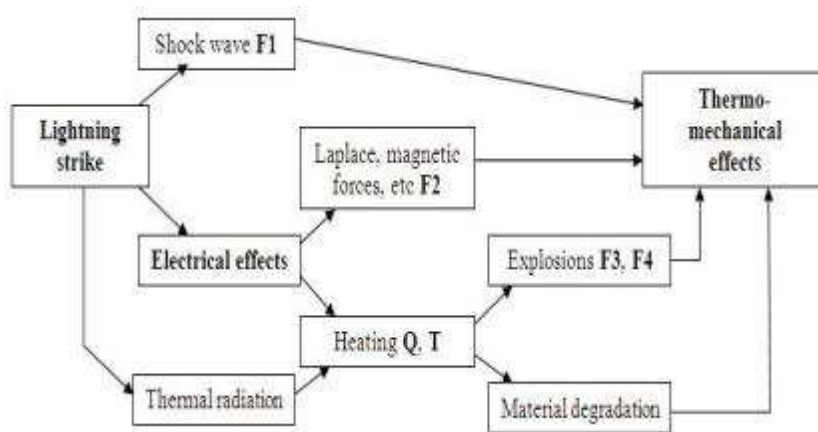 Shock wave F1
Lightning
strike
Thermo-
mechanical
effects
Laplace, magnetic
forces, etc F2
Electrical effects
Explosions F3, F4
Heating Q, T
Thermal radiation
Material degradation